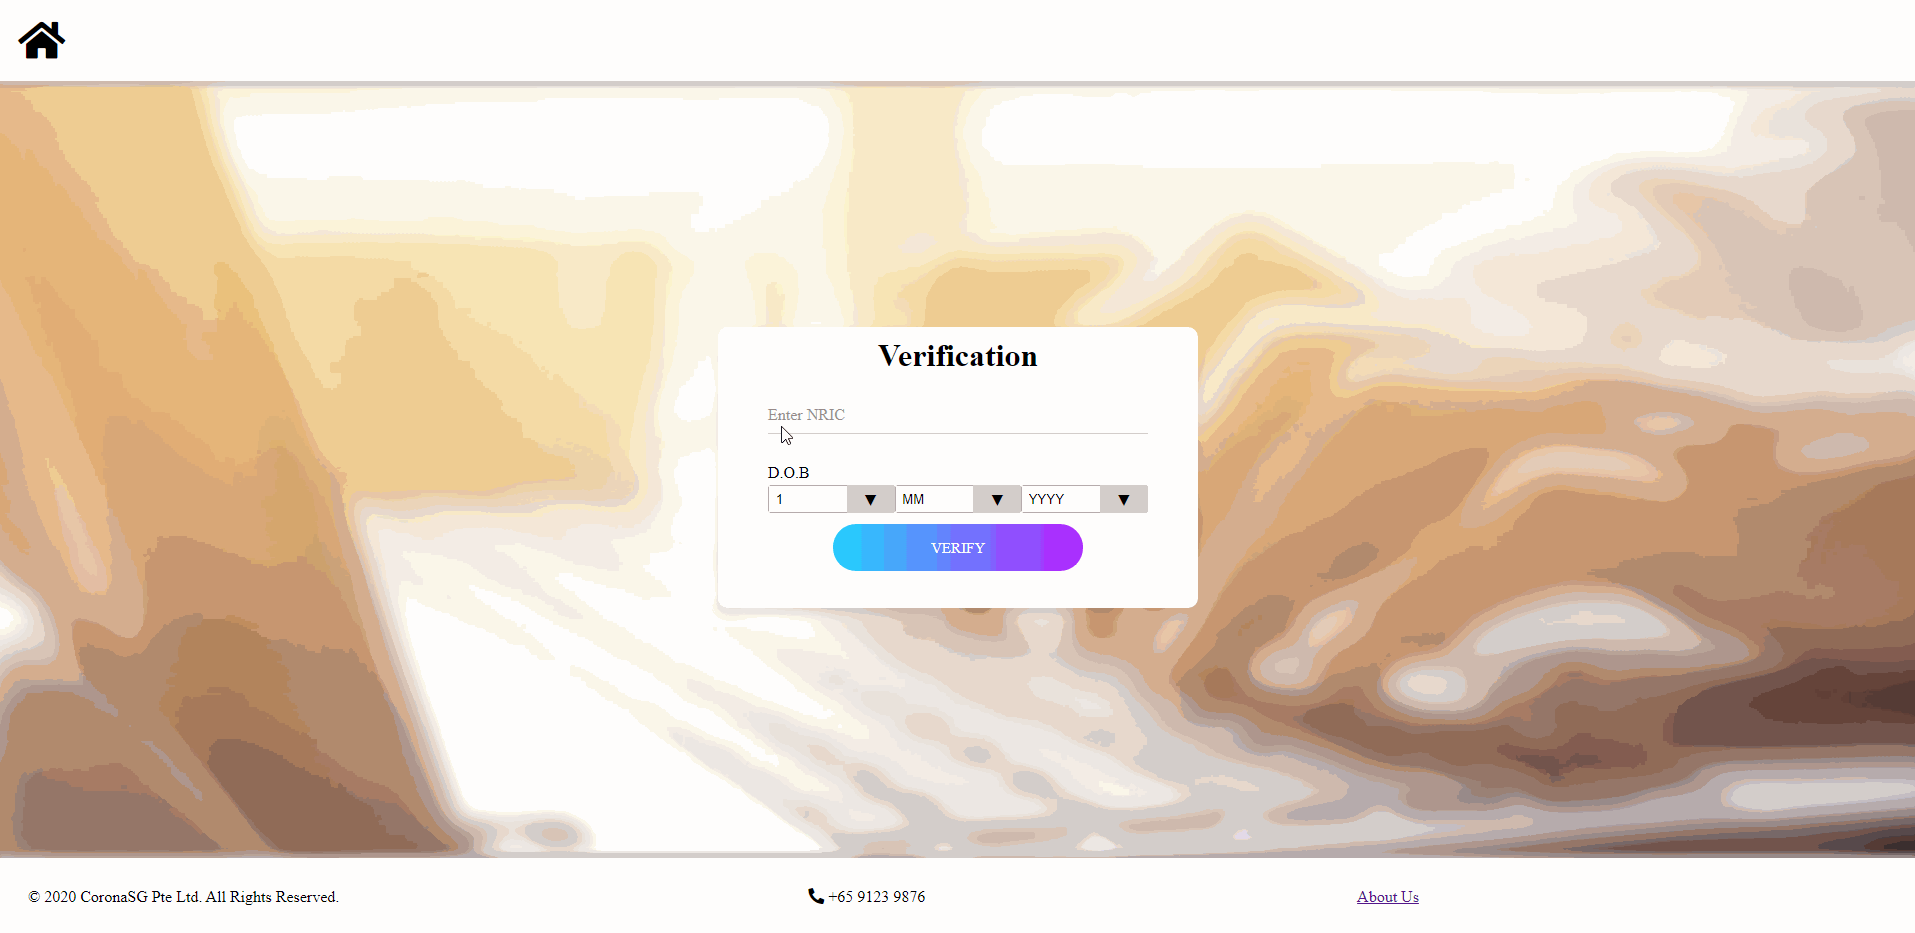 Verification
Enter NRIC
D.O.B
1 MM YYYY
VERIFY
© 2020 CoronaSG Pte Ltd. All Rights Reserved. +65 9123 9876 About Us